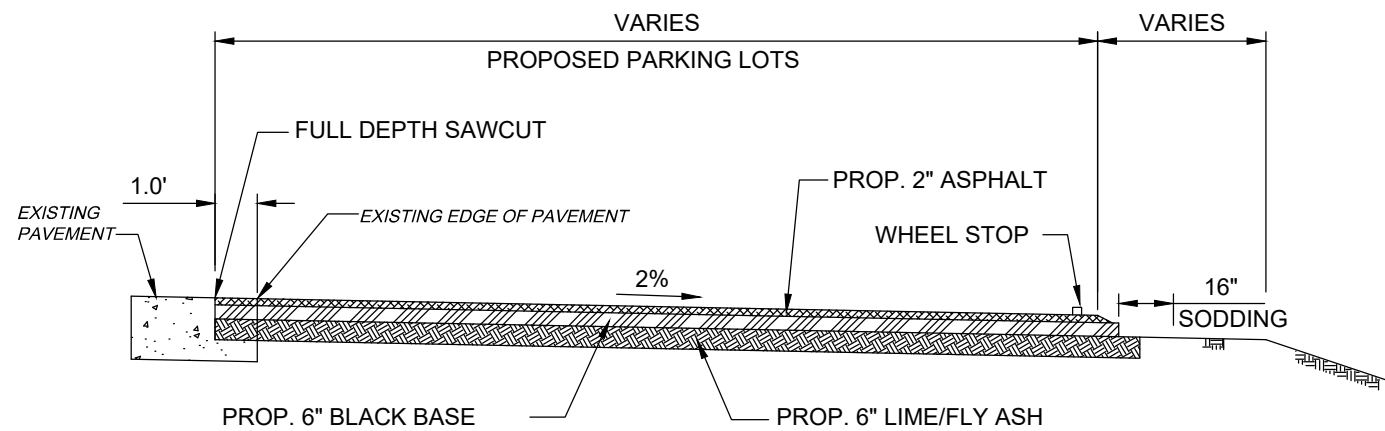 VARIES
VARIES
PROPOSED PARKING LOTS
FULL DEPTH SAWCUT
1.0'
PROP. 2" ASPHALT
EXISTING
PAVEMENT
EXISTING EDGE OF PAVEMENT
WHEEL STOP
2%
16"
SODDING
PROP. 6" BLACK BASE
PROP. 6" LIME/FLY ASH